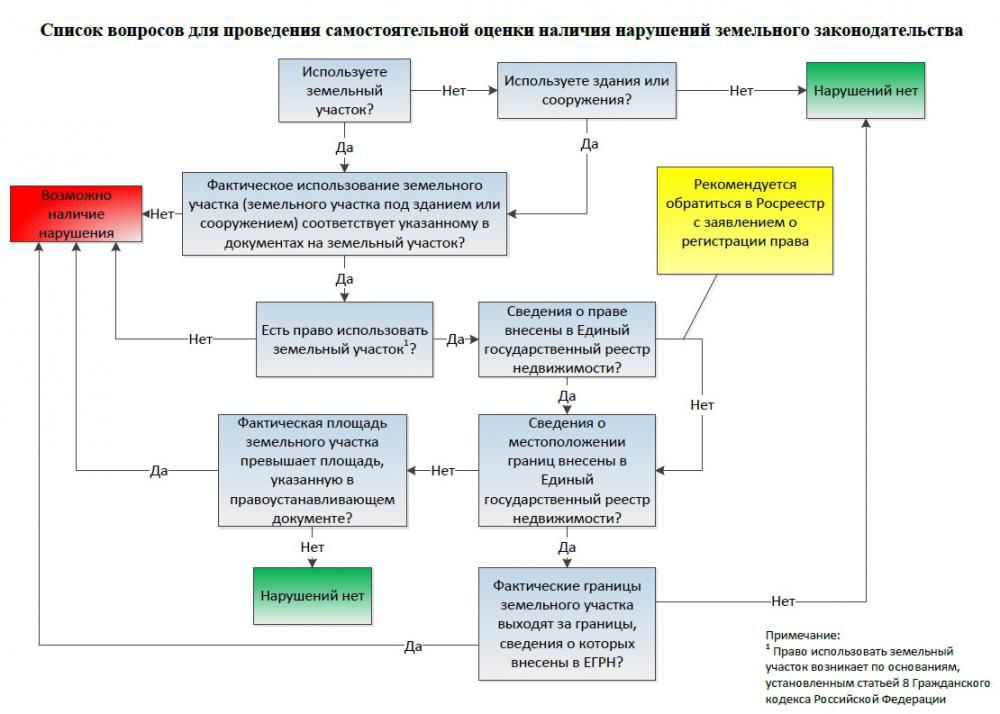 Список вопросов для проведения самостоятельной оценки наличия нарушений земельного законодательства
Используете
земельный
участок?
Нет
Используете здания или
сооружения?
Нет
Нарушений нет
Да
Да
Возможно
наличие
нарушения
Нет
Фактическое использование земельного
участка (земельного участка под зданием или
сооружением) соответствует указанному в
документах на земельный участок?
Рекомендуется
обратиться в Росреестр
с заявлением о
регистрации права
Да
Нет
Есть право использовать
земельный участок¹?
Да
Сведения о праве
внесены в Единый
государственный реестр
недвижимости?
Да
Нет
Фактическая площадь
земельного участка
превышает площадь,
указанную в
правоустанавливающем
документе?
Да
Нет
Сведения о
местоположении
границ внесены в
Единый
государственный реестр
недвижимости?
Нет
Да
Нарушений нет
Фактические границы
земельного участка
выходят за границы,
сведения о которых
внесены в ЕГРН?
Нет
Да
Примечание:
¹ Право использовать земельный
участок возникает по основаниям,
установленным статьей 8 Гражданского
кодекса Российской Федерации